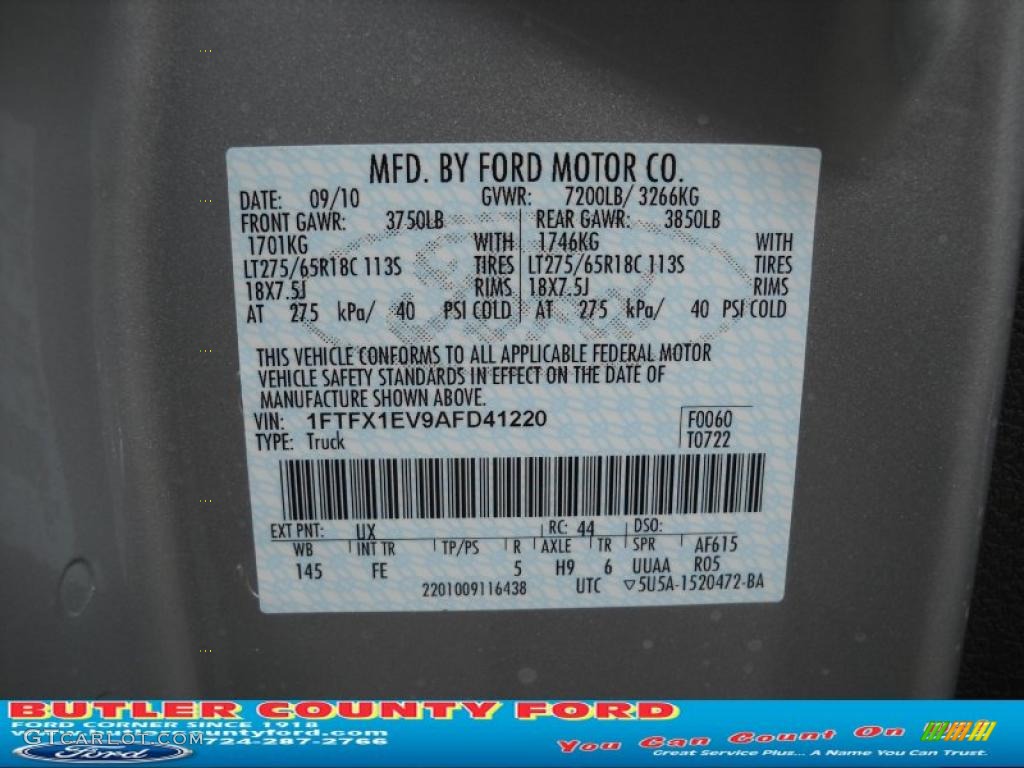 MFD. BY FORD MOTOR CO.
DATE: 09/10 GVWR: 7200LB/ 3266KG
FRONT GAWR: 3750LB REAR GAWR: 3850LB
1701KG WITH 1746KG WITH
LT275/65R18C 113S TIRES LT275/65R18C 113S TIRES
18X7.5J RIMS 18X7.5J RIMS
AT 275 kPa/ 40 PSI COLD AT 275 kPa/ 40 PSI COLD
THIS VEHICLE CONFORMS TO ALL APPLICABLE FEDERAL MOTOR
VEHICLE SAFETY STANDARDS IN EFFECT ON THE DATE OF
MANUFACTURE SHOWN ABOVE.
VIN: 1FTFX1EV9AFD41220 F0060
TYPE: Truck T0722
EXT PNT: UX RC: 44 DSO:
WB INT TR TP/PS R AXLE TR SPR AF615
145 FE 5 H9 6 UUAA R05
2201009116438 UTC ▽5U5A-1520472-BA
BUTLER COUNTY FORD
FORD CORNER SINCE 1918
724-287-2766
GTCARLOT.COM
Ford
You Can Count On
Great Service Plus... A Name You Can Trust.